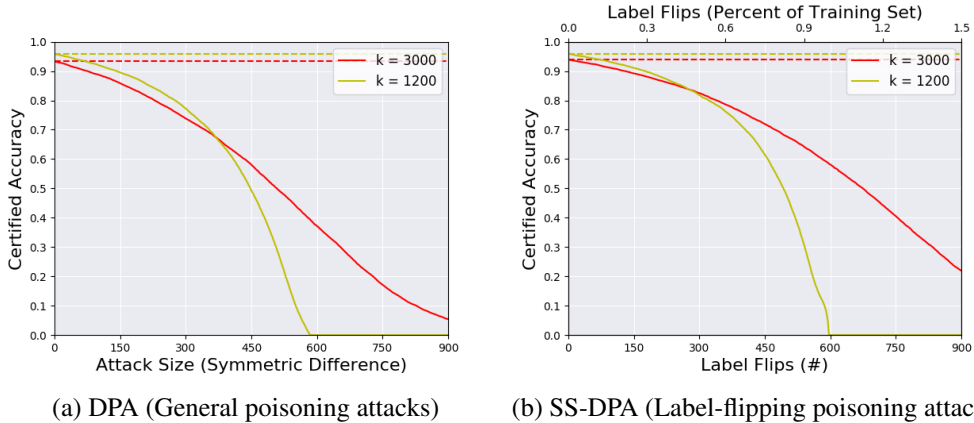 1.0
0.9
0.8
0.7
0.6
0.5
0.4
0.3
0.2
0.1
0.0
Certified Accuracy
k = 3000
k = 1200
0 150 300 450 600 750 900
Attack Size (Symmetric Difference)
(a) DPA (General poisoning attacks)
Label Flips (Percent of Training Set)
0.0 0.3 0.6 0.9 1.2 1.5
1.0
0.9
0.8
0.7
0.6
0.5
0.4
0.3
0.2
0.1
0.0
Certified Accuracy
k = 3000
k = 1200
0 150 300 450 600 750 900
Label Flips (#)
(b) SS-DPA (Label-flipping poisoning attac